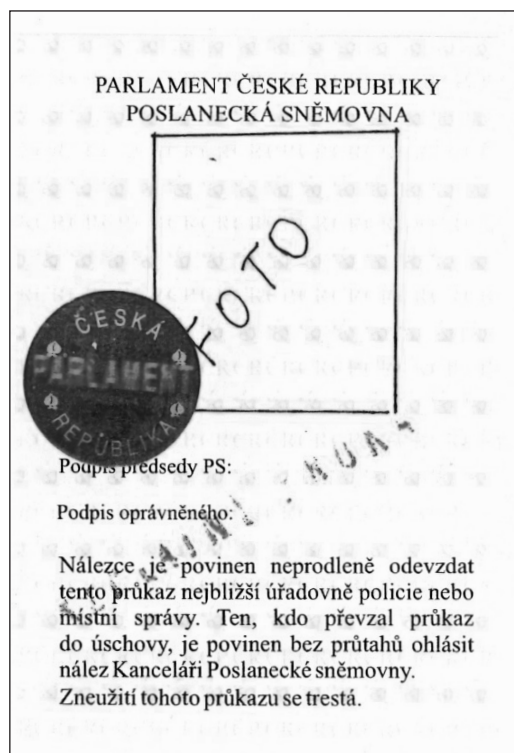 PARLAMENT ČESKÉ REPUBLIKY
POSLANECKÁ SNĚMOVNA
FOTO
ČESKÁ
PARLAMENT
REPUBLIKA
Podpis předsedy PS:
Podpis oprávněného:
Nálezce je povinen neprodleně odevzdat
tento průkaz nejbližší úřadovně policie nebo
místní správy. Ten, kdo převzal průkaz
do úschovy, je povinen bez průtahů ohlásit
nález Kanceláři Poslanecké sněmovny.
Zneužití tohoto průkazu se trestá.